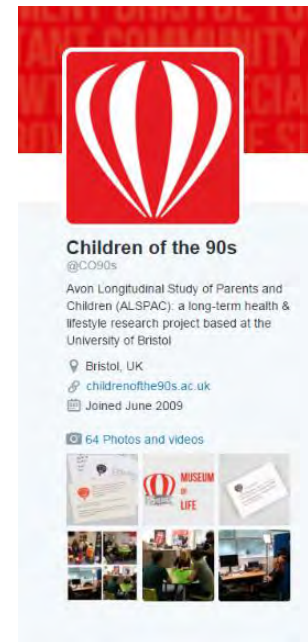 Children of the 90s
@CO90s
Avon Longitudinal Study of Parents and
Children (ALSPAC): a long-term health &
lifestyle research project based at the
University of Bristol
Bristol, UK
childrenofthe90s.ac.uk
Joined June 2009
64 Photos and videos
MUSEUM
OF
LIFE